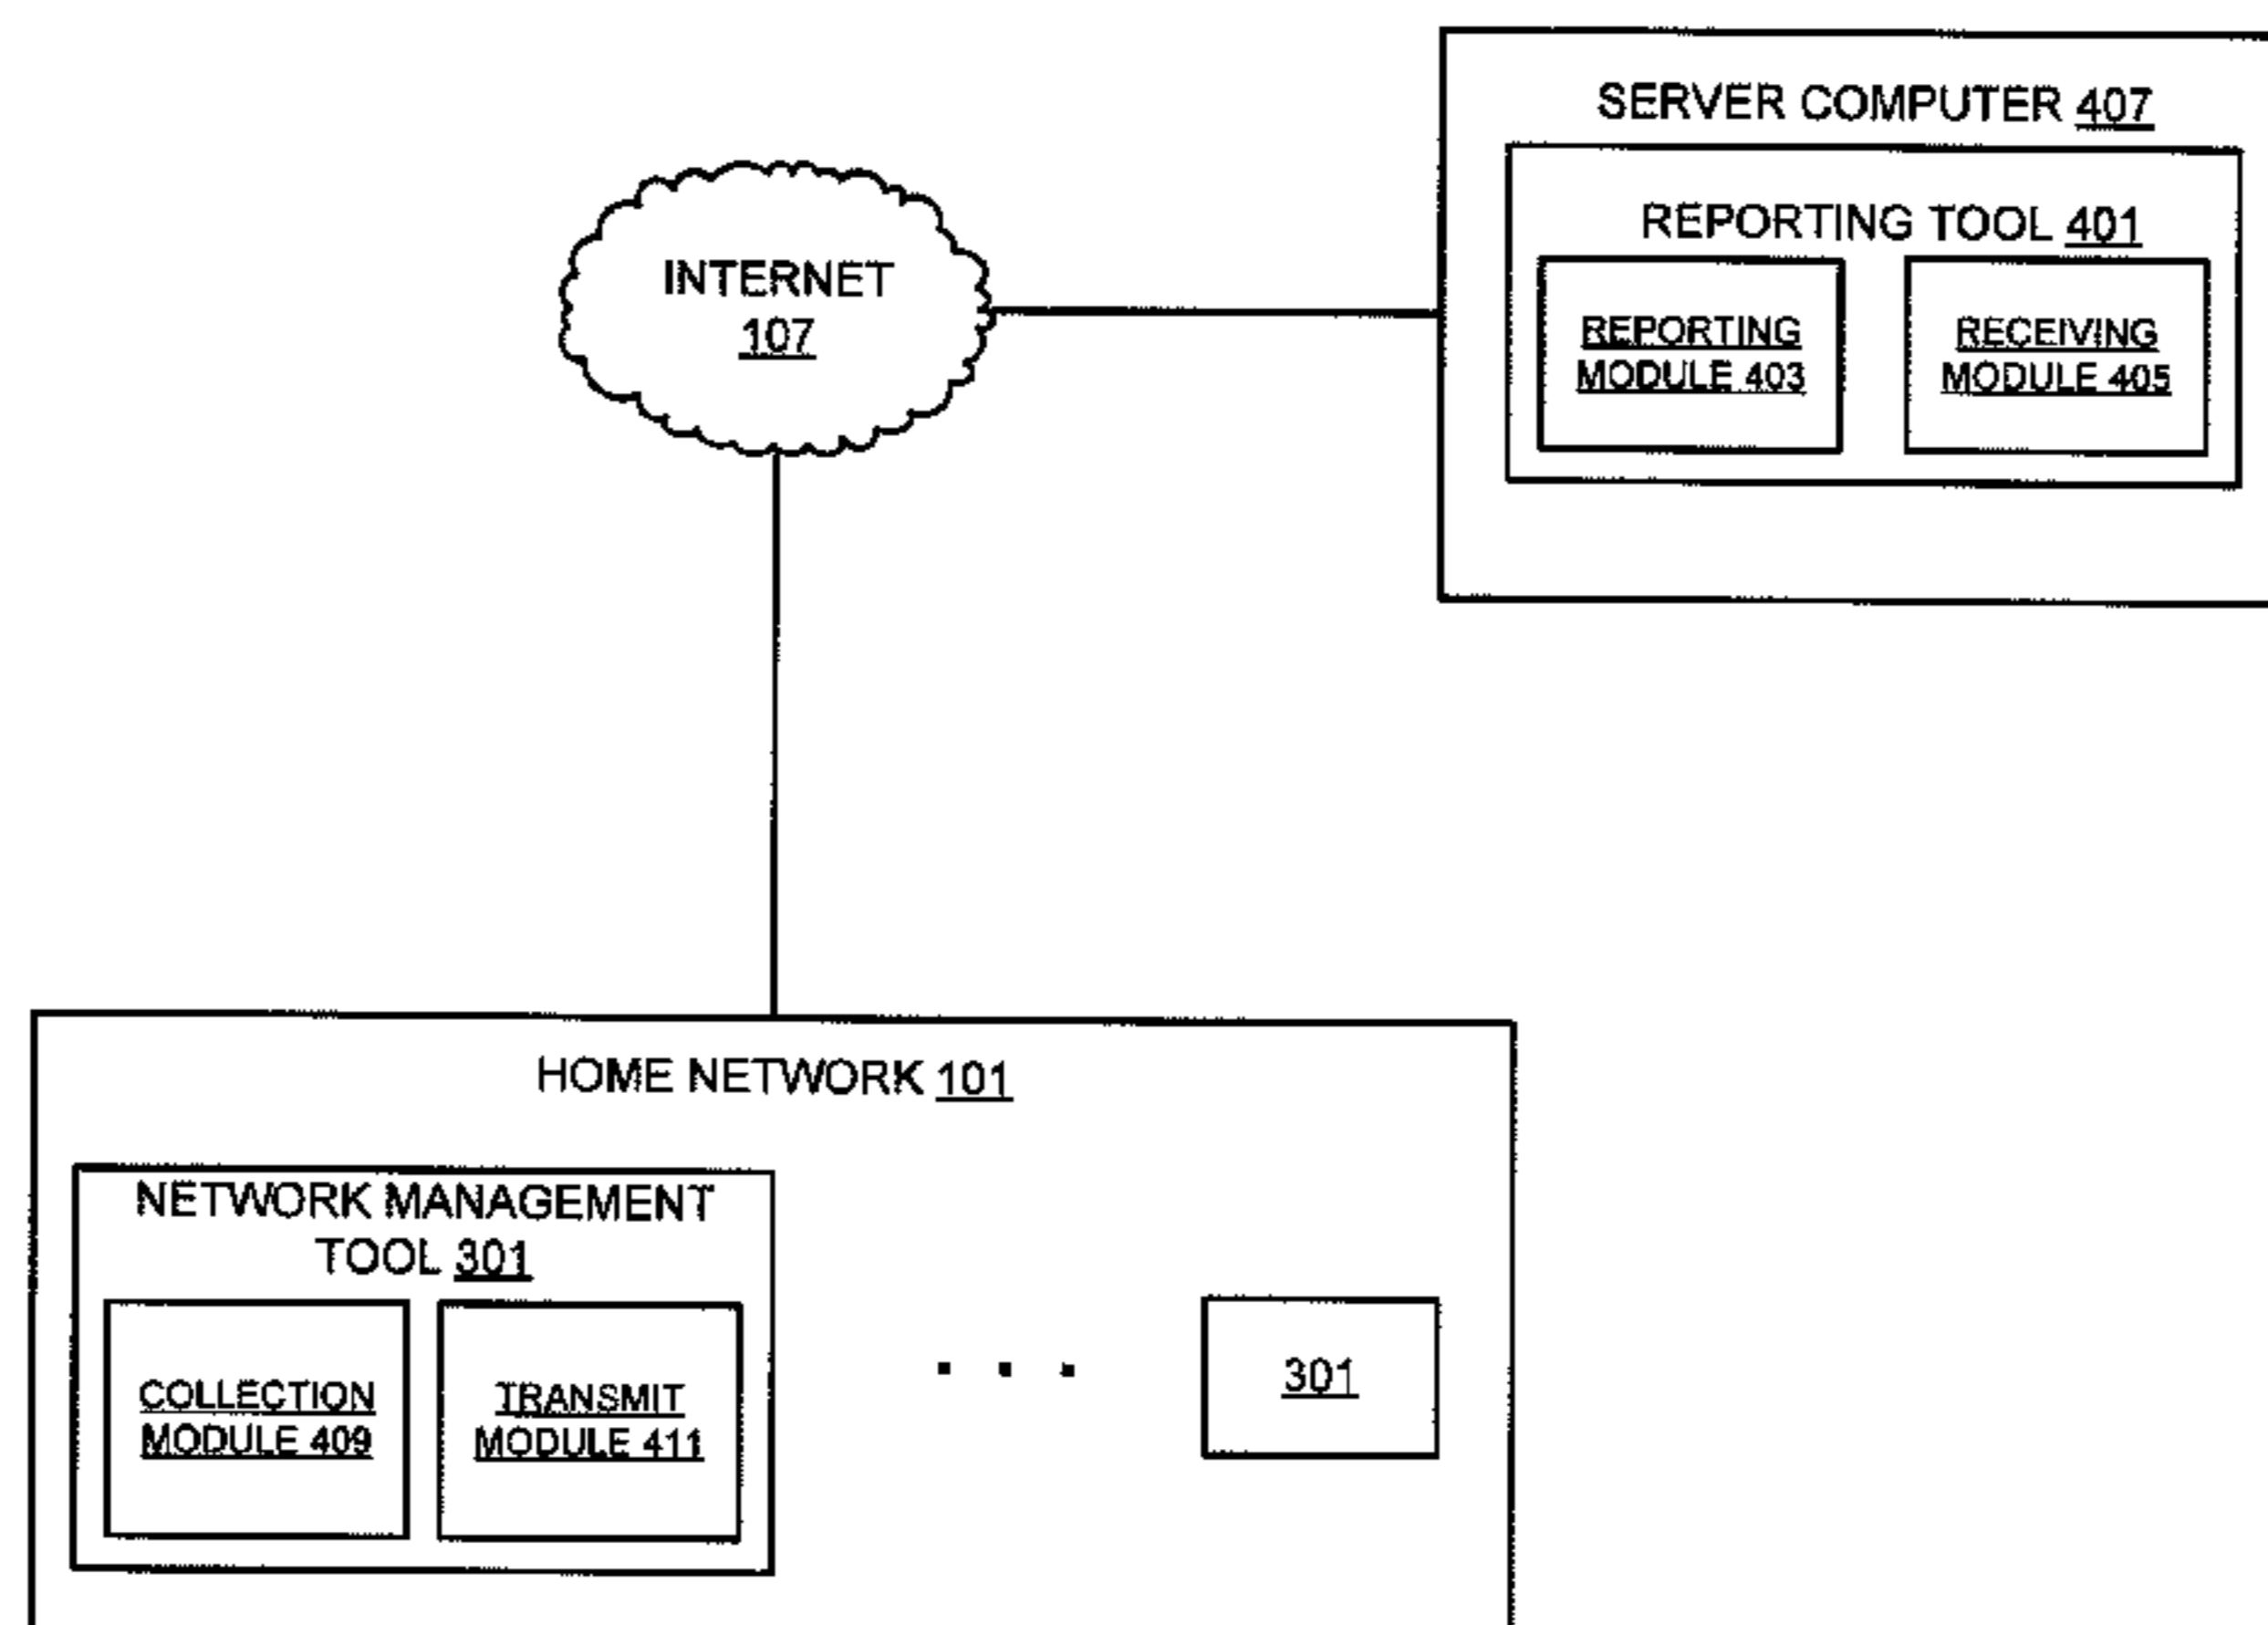 SERVER COMPUTER 407
REPORTING TOOL 401
REPORTING
MODULE 403
RECEIVING
MODULE 405
INTERNET
107
HOME NETWORK 101
NETWORK MANAGEMENT
TOOL 301
COLLECTION
MODULE 409
TRANSMIT
MODULE 411
. . .
301